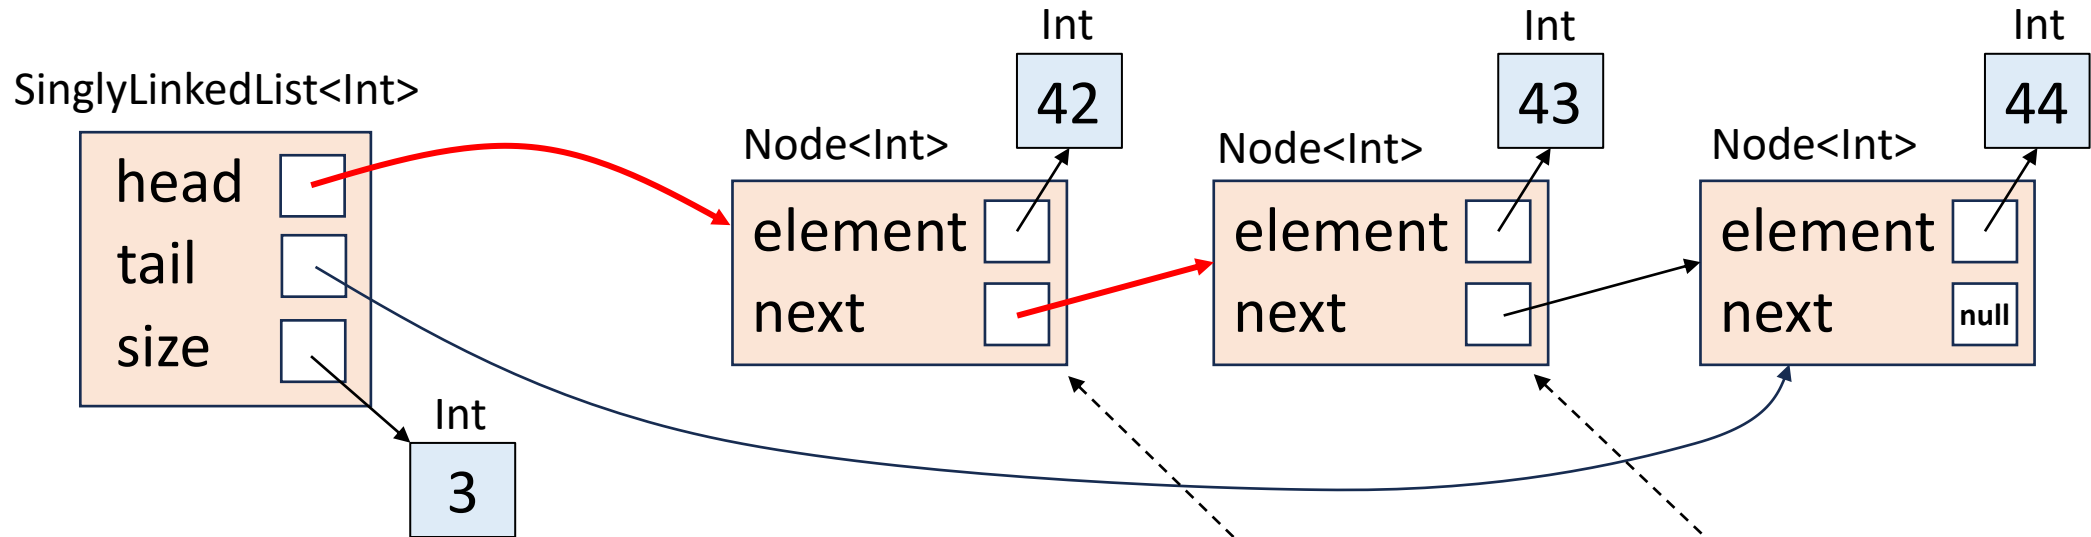 SinglyLinkedList<Int>
head
tail
size
Int
3
Node<Int>
element
next
Int
42
Node<Int>
element
next
Int
43
Node<Int>
element
next
null
Int
44